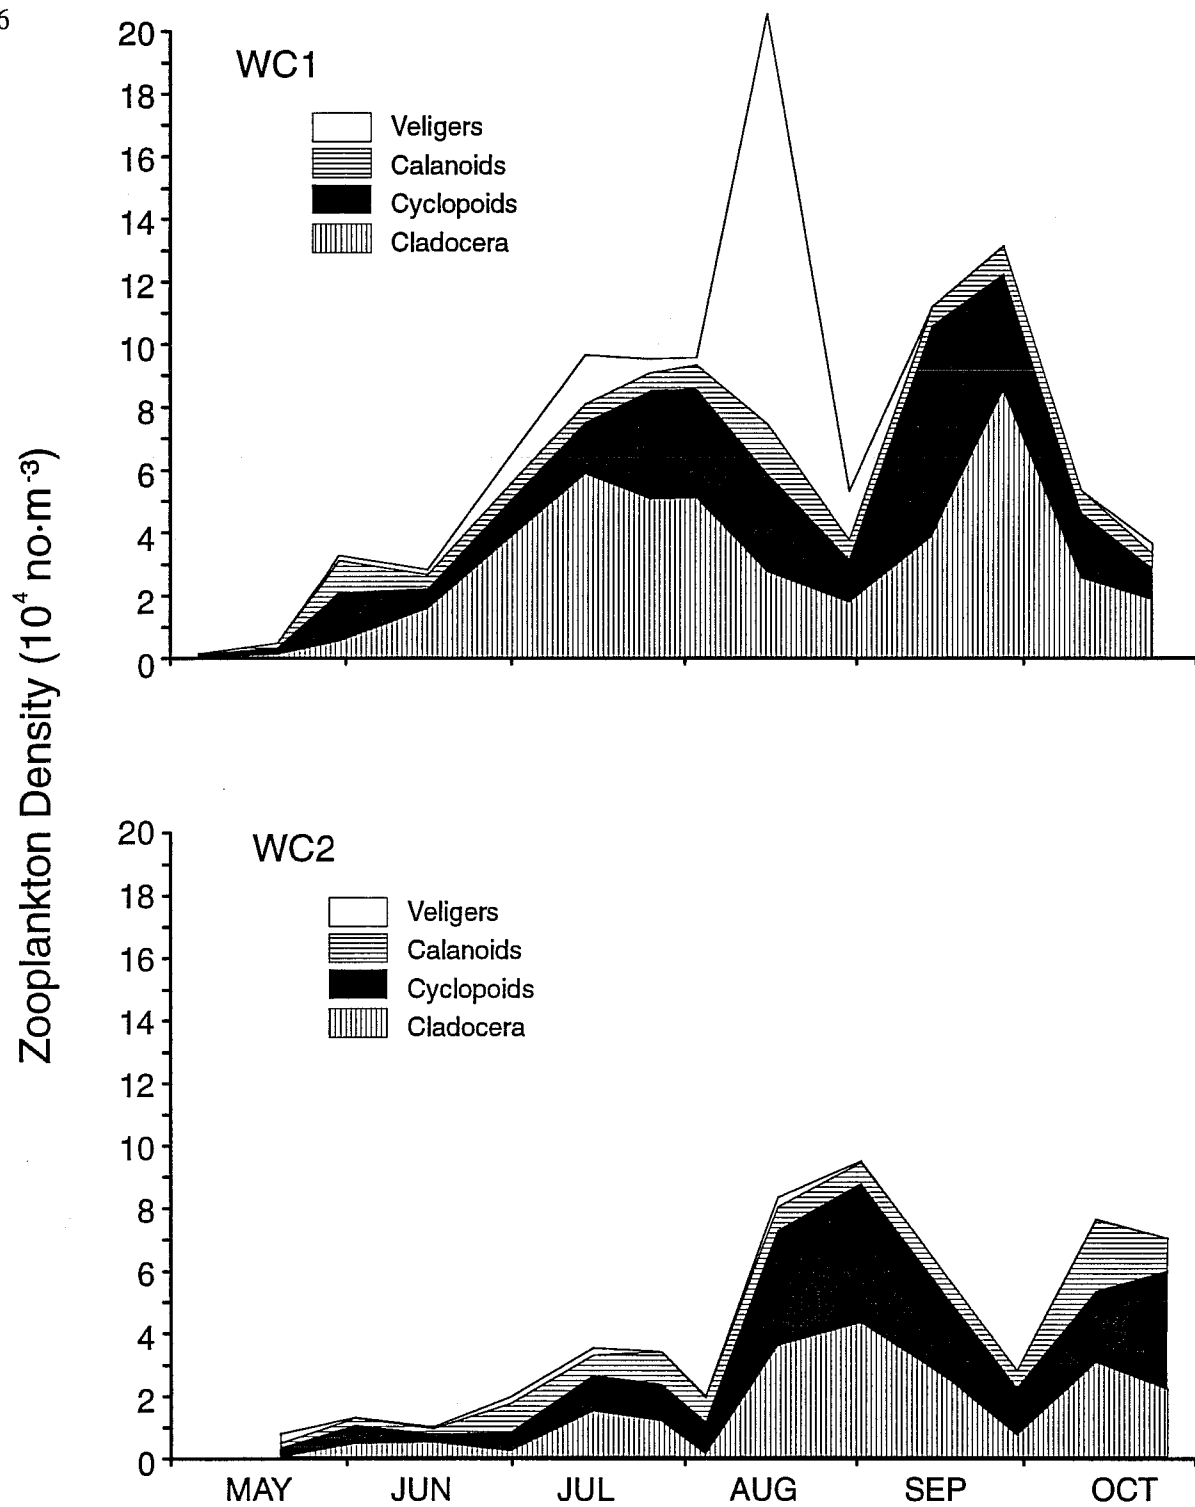 6
20
WC1
18
Veligers
16
Calanoids
Cyclopoids
14
Cladocera
12
10
8
6
4
2
0
Zooplankton Density (10⁴ no·m⁻³)
20
WC2
18
Veligers
16
Calanoids
Cyclopoids
14
Cladocera
12
10
8
6
4
2
0
MAY JUN JUL AUG SEP OCT